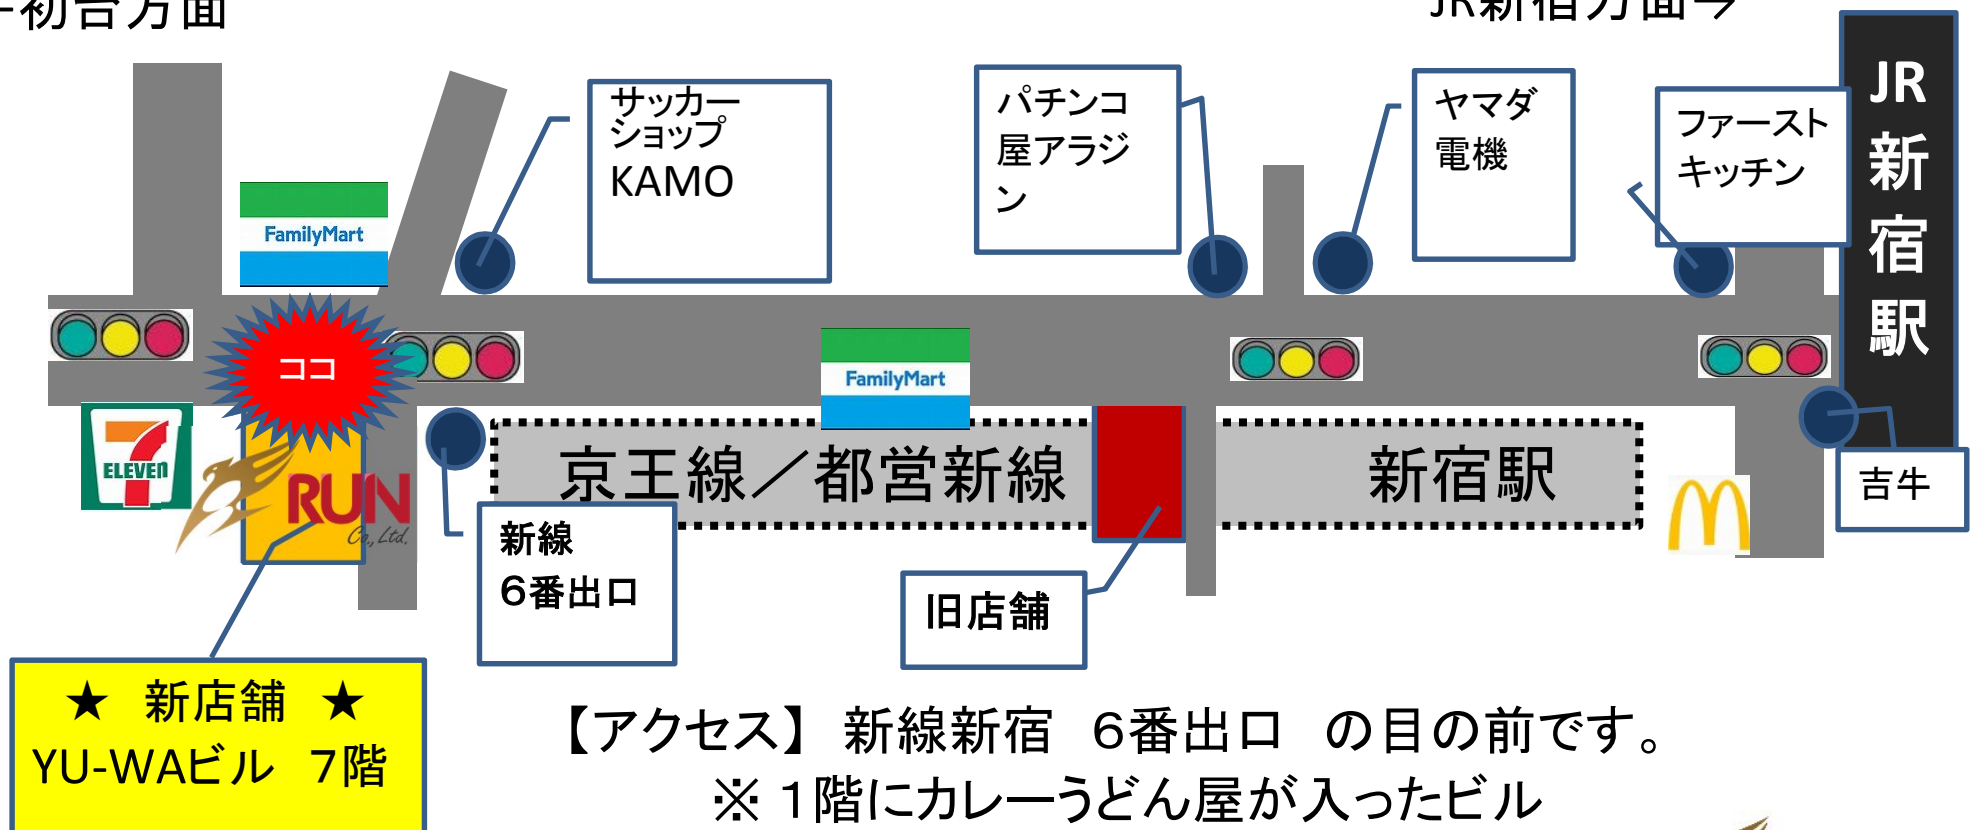 初台方面
JR新宿方面→
サッカー
ショップ
KAMO
パチンコ
屋アラジ
ン
ヤマダ
電機
ファースト
キッチン
JR新宿駅
FamilyMart
ココ
FamilyMart
ELEVEn
RUN
Co., Ltd.
京王線／都営新線
新宿駅
吉牛
新線
６番出口
旧店舗
★　新店舗　★
YU-WAビル　７階
【アクセス】 新線新宿　６番出口　の目の前です。
※ １階にカレーうどん屋が入ったビル